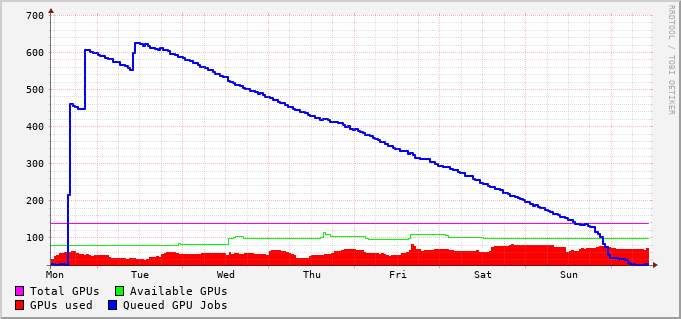 700
600
500
400
300
200
100
Mon Tue Wed Thu Fri Sat Sun
Total GPUs Available GPUs
GPUs used Queued GPU Jobs
RRDTOOL / TOBI OETIKER